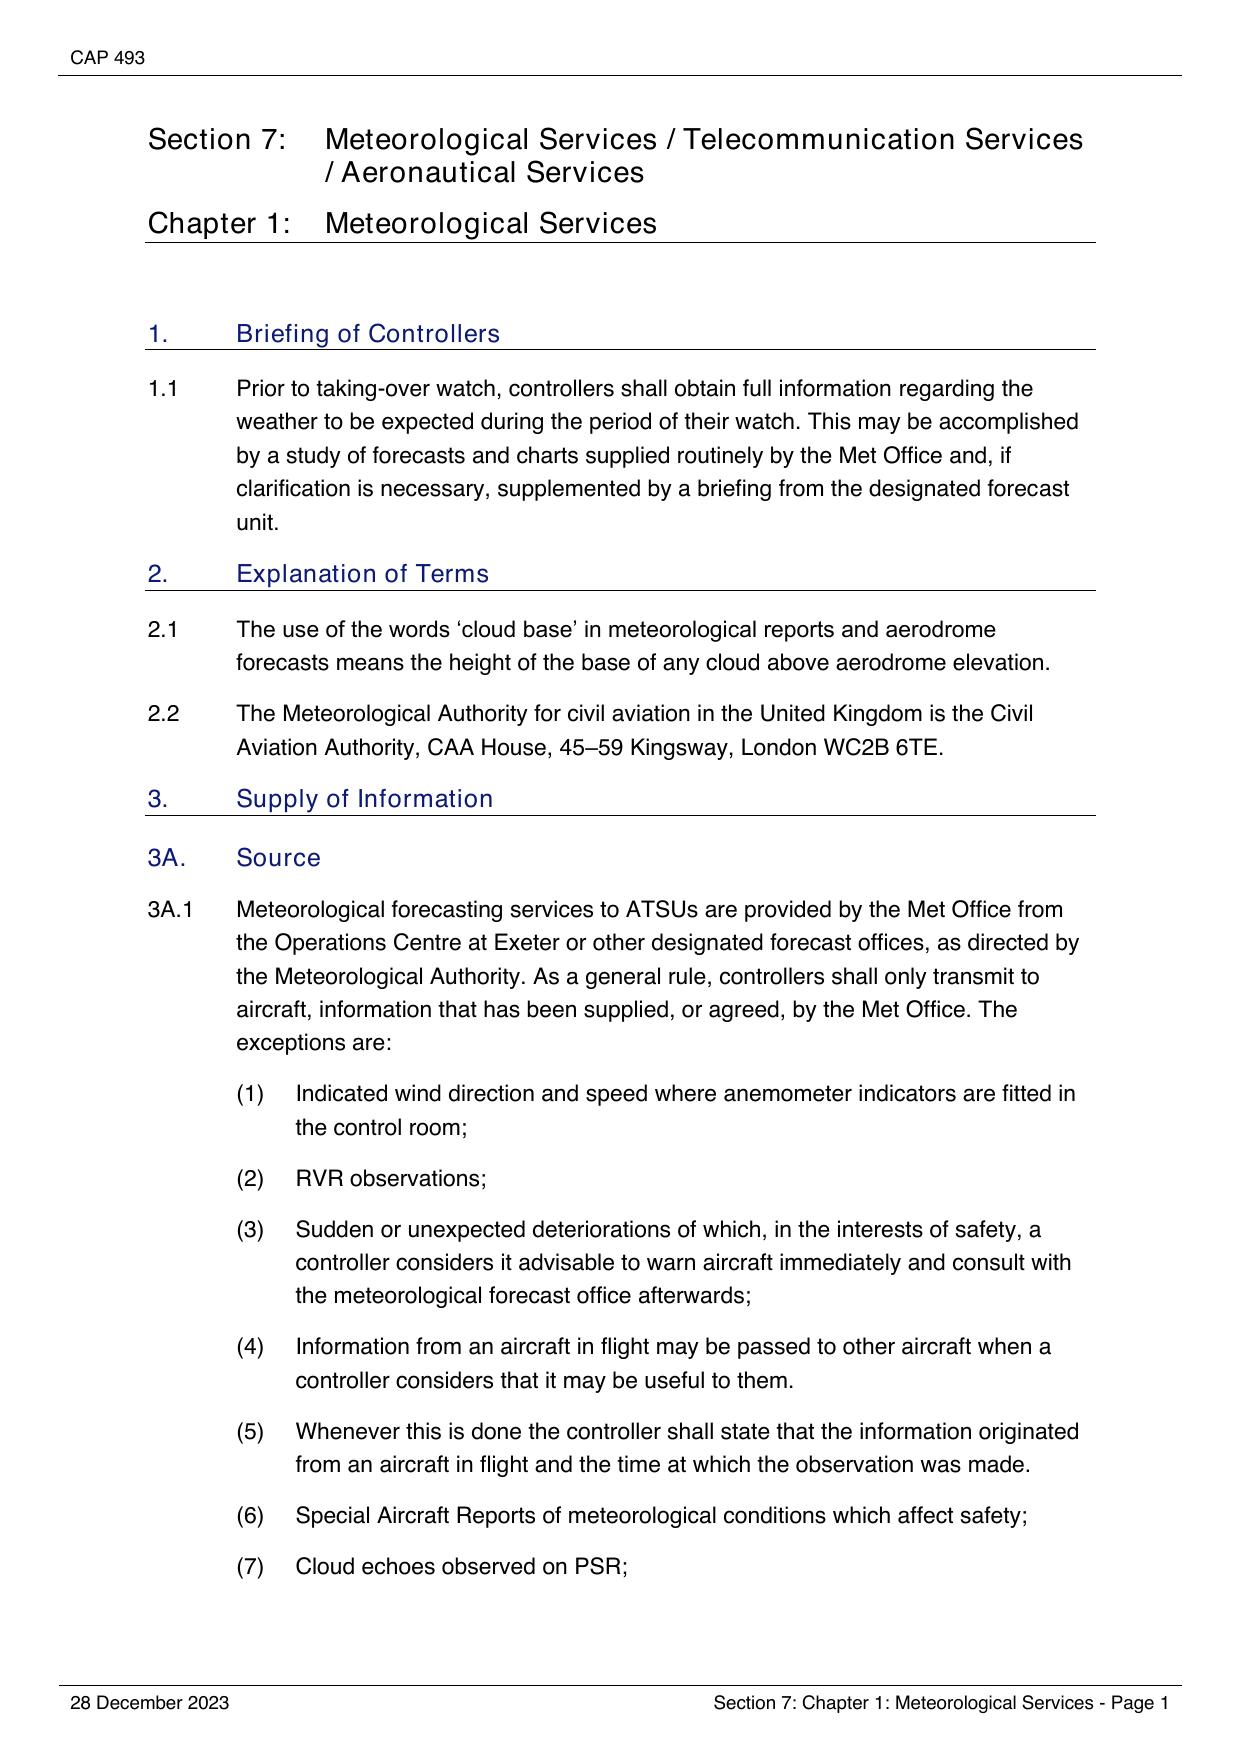 CAP 493
Section 7: Meteorological Services / Telecommunication Services
/ Aeronautical Services
Chapter 1: Meteorological Services
1. Briefing of Controllers
1.1 Prior to taking-over watch, controllers shall obtain full information regarding the
weather to be expected during the period of their watch. This may be accomplished
by a study of forecasts and charts supplied routinely by the Met Office and, if
clarification is necessary, supplemented by a briefing from the designated forecast
unit.
2. Explanation of Terms
2.1 The use of the words ‘cloud base’ in meteorological reports and aerodrome
forecasts means the height of the base of any cloud above aerodrome elevation.
2.2 The Meteorological Authority for civil aviation in the United Kingdom is the Civil
Aviation Authority, CAA House, 45–59 Kingsway, London WC2B 6TE.
3. Supply of Information
3A. Source
3A.1 Meteorological forecasting services to ATSUs are provided by the Met Office from
the Operations Centre at Exeter or other designated forecast offices, as directed by
the Meteorological Authority. As a general rule, controllers shall only transmit to
aircraft, information that has been supplied, or agreed, by the Met Office. The
exceptions are:
(1) Indicated wind direction and speed where anemometer indicators are fitted in
the control room;
(2) RVR observations;
(3) Sudden or unexpected deteriorations of which, in the interests of safety, a
controller considers it advisable to warn aircraft immediately and consult with
the meteorological forecast office afterwards;
(4) Information from an aircraft in flight may be passed to other aircraft when a
controller considers that it may be useful to them.
(5) Whenever this is done the controller shall state that the information originated
from an aircraft in flight and the time at which the observation was made.
(6) Special Aircraft Reports of meteorological conditions which affect safety;
(7) Cloud echoes observed on PSR;
28 December 2023 Section 7: Chapter 1: Meteorological Services - Page 1